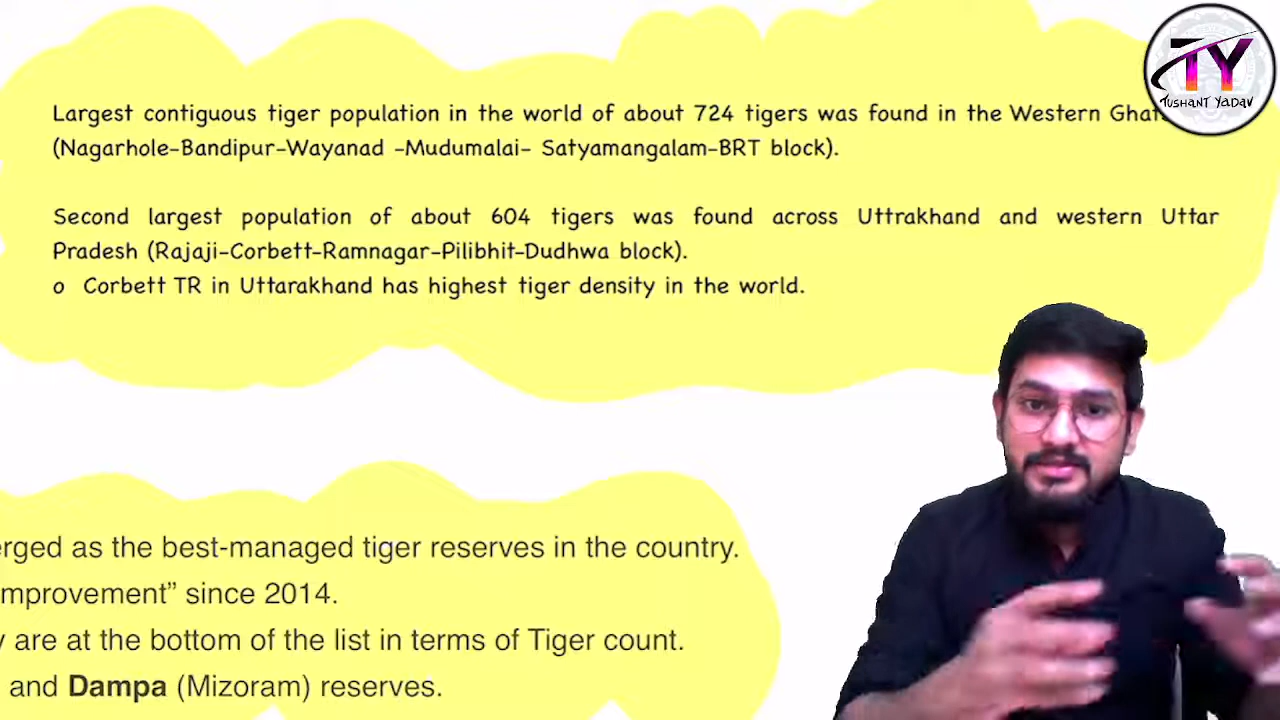 TY
TUSHANT YADAV
Largest contiguous tiger population in the world of about 724 tigers was found in the Western
(Nagarhole-Bandipur-Wayanad -Mudumalai- Satyamangalam-BRT block).
Second largest population of about 604 tigers was found across Uttrakhand and western Uttar
Pradesh (Rajaji-Corbett-Ramnagar-Pilibhit-Dudhwa block).
o Corbett TR in Uttarakhand has highest tiger density in the world.
as the best-managed tiger reserves in the country.
mprovement” since 2014.
are at the bottom of the list in terms of Tiger count.
and Dampa (Mizoram) reserves.